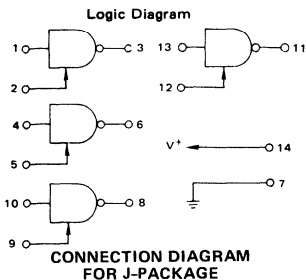 Logic Diagram
1 3 13 11
2 12
4 6
V+ 14
5
7
10 8
9
CONNECTION DIAGRAM
FOR J-PACKAGE